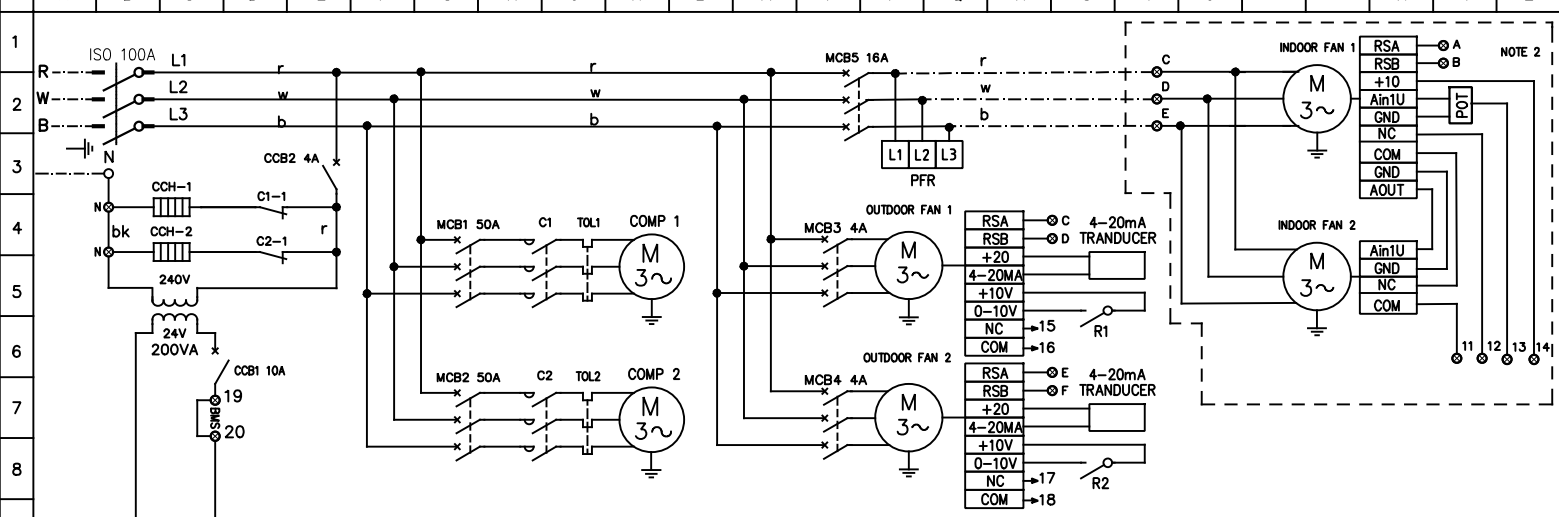 1
2
3
4
5
6
7
8
ISO 100A
R
W
B
L1
L2
L3
r
w
b
r
w
b
N
CCB2 4A
CCH-1
C1-1
N
bk
r
CCH-2
C2-1
N
240V
24V
200VA
CCB1 10A
19
BMS
20
MCB1 50A
C1
TOL1
COMP 1
M
3~
MCB2 50A
C2
TOL2
COMP 2
M
3~
MCB5 16A
r
w
b
L1 L2 L3
PFR
OUTDOOR FAN 1
MCB3 4A
M
3~
RSA
RSB
+20
4-20MA
+10V
0-10V
NC
COM
C
D
4-20mA
TRANDUCER
R1
15
16
OUTDOOR FAN 2
MCB4 4A
M
3~
RSA
RSB
+20
4-20MA
+10V
0-10V
NC
COM
E
F
4-20mA
TRANDUCER
R2
17
18
C
D
E
INDOOR FAN 1
M
3~
RSA
RSB
+10
Ain1U
GND
NC
COM
GND
AOUT
A
B
POT
NOTE 2
INDOOR FAN 2
M
3~
Ain1U
GND
NC
COM
11
12
13
14